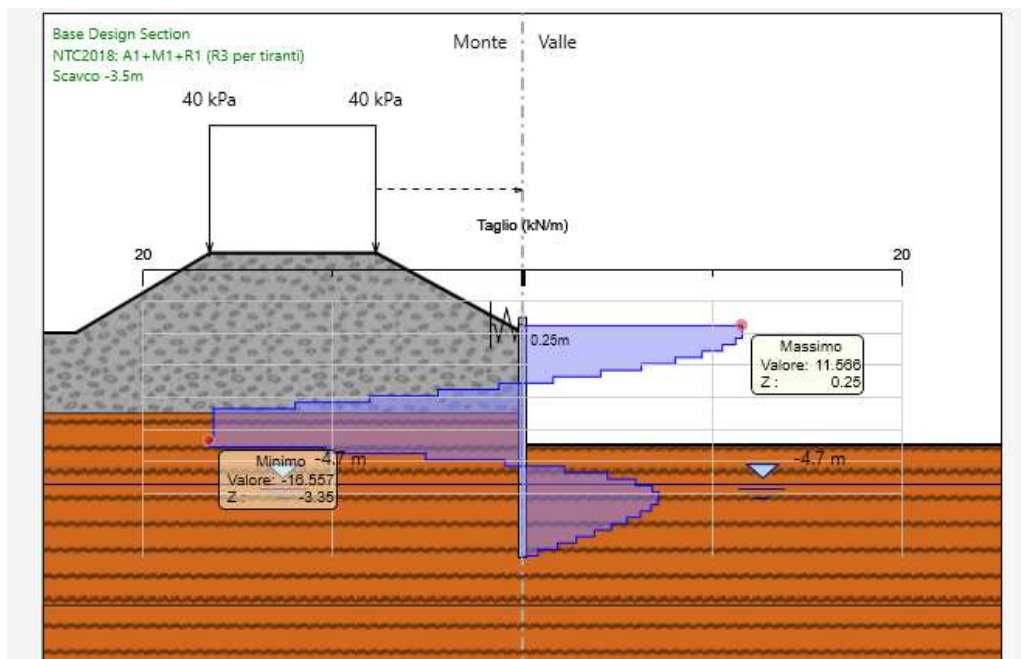 Base Design Section
NTC2018: A1+M1+R1 (R3 per tiranti)
Scavco -3.5m
Monte
Valle
40 kPa
40 kPa
Taglio (kN/m)
20
20
0.25m
Massimo
Valore: 11.566
Z : 0.25
Minimo
Valore: -16.557
Z : -3.35
-4.7 m
-4.7 m